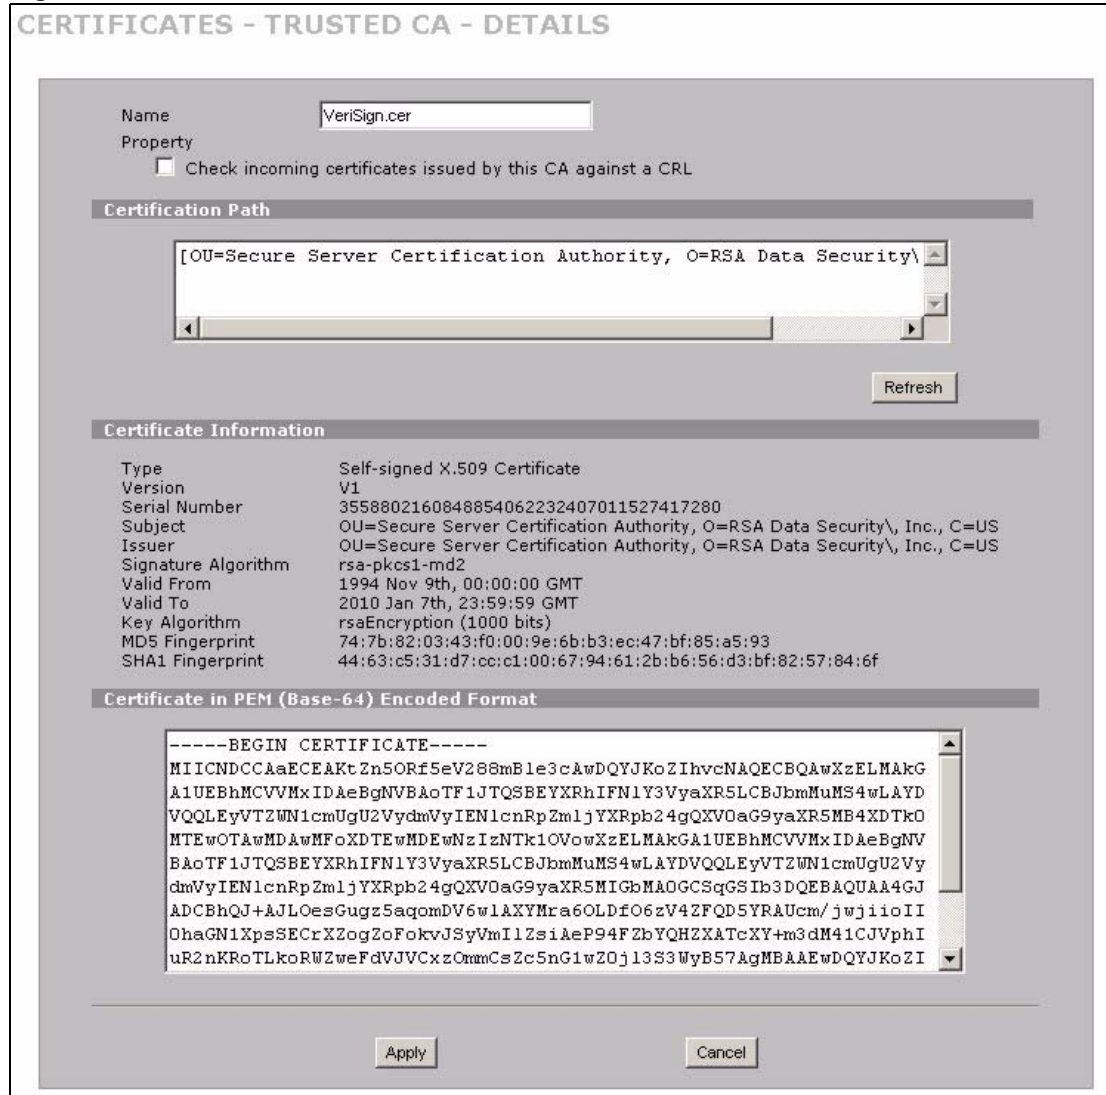 CERTIFICATES - TRUSTED CA - DETAILS
Name VeriSign.cer
Property
Check incoming certificates issued by this CA against a CRL
Certification Path
[OU=Secure Server Certification Authority, O=RSA Data Security\
Refresh
Certificate Information
Type Self-signed X.509 Certificate
Version V1
Serial Number 3558802160848854062232407011527417280
Subject OU=Secure Server Certification Authority, O=RSA Data Security\, Inc., C=US
Issuer OU=Secure Server Certification Authority, O=RSA Data Security\, Inc., C=US
Signature Algorithm rsa-pkcs1-md2
Valid From 1994 Nov 9th, 00:00:00 GMT
Valid To 2010 Jan 7th, 23:59:59 GMT
Key Algorithm rsaEncryption (1000 bits)
MD5 Fingerprint 74:7b:82:03:43:f0:00:9e:6b:b3:ec:47:bf:85:a5:93
SHA1 Fingerprint 44:63:c5:31:d7:cc:c1:00:67:94:61:2b:b6:56:d3:bf:82:57:84:6f
Certificate in PEM (Base-64) Encoded Format
-----BEGIN CERTIFICATE-----
MIICNDCCAaECEAKtZn5ORf5eV288mBle3cAwDQYJKoZIhvcNAQECBQAwXzELMAkG
A1UEBhMCVVMxIDAeBgNVBAoTF1JTQSBEYXRhIFNlY3VyaXR5LCBJbmMuMS4wLAYD
VQQLEyVTZWN1cmUgU2VydmVyIENlcnRpZmljYXRpb24gQXV0aG9yaXR5MB4XDTk0
MTEwOTAwMDAwMFoXDTEwMDEwNzIzNTk1OVowXzELMAkGA1UEBhMCVVMxIDAeBgNV
BAoTF1JTQSBEYXRhIFNlY3VyaXR5LCBJbmMuMS4wLAYDVQQLEyVTZWN1cmUgU2Vy
dmVyIENlcnRpZmljYXRpb24gQXV0aG9yaXR5MIGbMA0GCSqGSIb3DQEBAQUAA4GJ
ADCBhQJ+AJLOesGugz5aqomDV6wlAXYMra6OLDfO6zV4ZFQD5YRAUcm/jwjiioII
0haGN1XpsSECrXZogZoFokvJSyVmIlZsiAeP94FZbYQHZXATcXY+m3dM41CJVphI
uR2nKRoTLkoRWZweFdVJVCxzOmmCsZc5nG1wZ0jl3S3WyB57AgMBAAEwDQYJKoZI
Apply Cancel